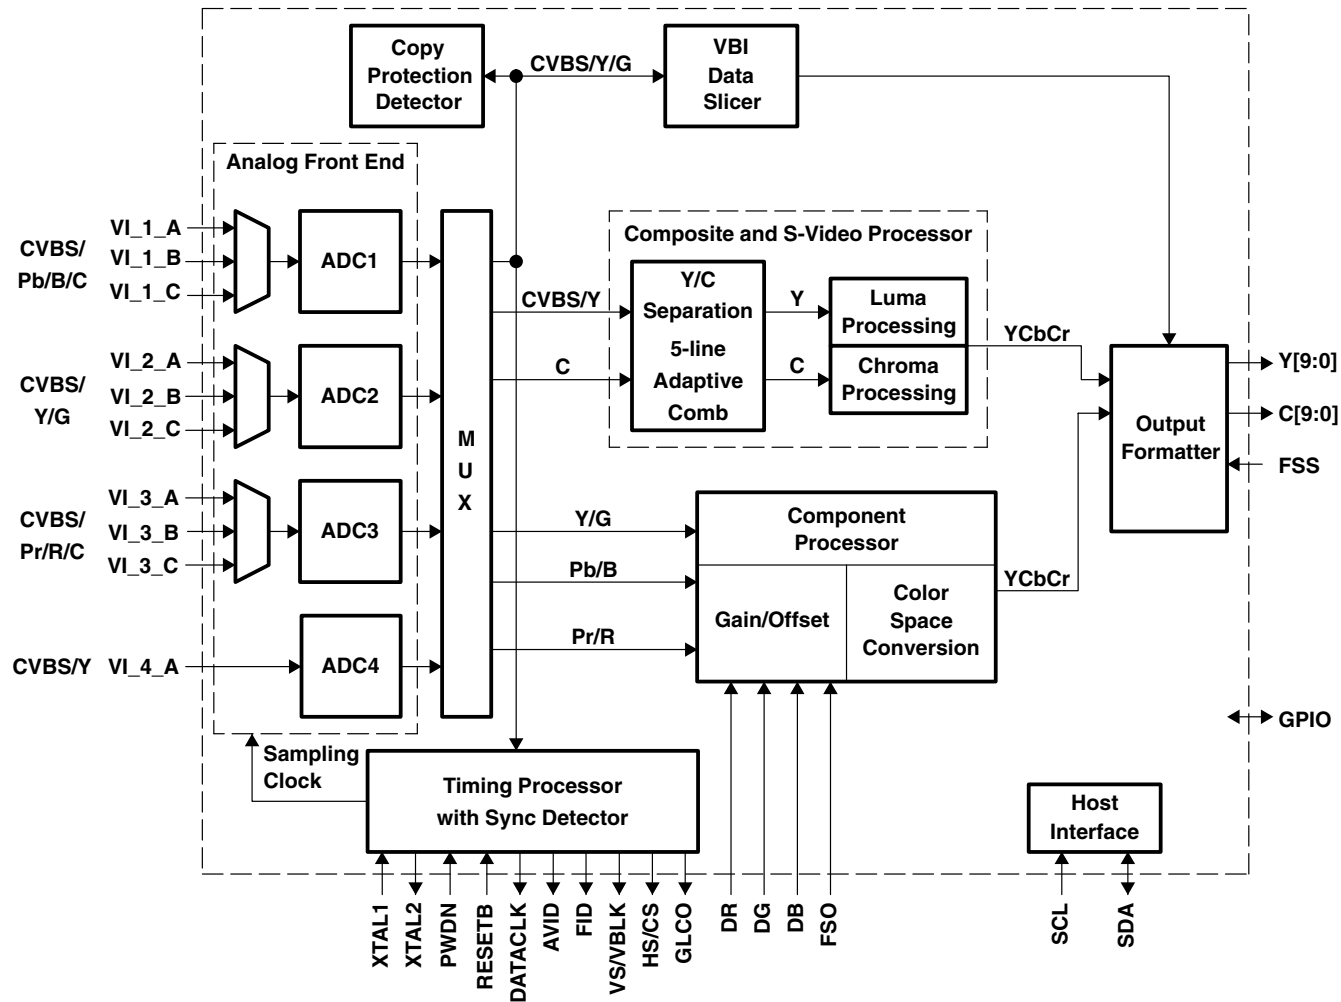 Copy
Protection
Detector
CVBS/Y/G
VBI
Data
Slicer
Analog Front End
CVBS/
Pb/B/C
VI_1_A
VI_1_B
VI_1_C
ADC1
CVBS/
Y/G
VI_2_A
VI_2_B
VI_2_C
ADC2
CVBS/
Pr/R/C
VI_3_A
VI_3_B
VI_3_C
ADC3
CVBS/Y
VI_4_A
ADC4
M
U
X
Composite and S-Video Processor
CVBS/Y
C
Y/C
Separation
5-line
Adaptive
Comb
Y
C
Luma
Processing
Chroma
Processing
YCbCr
Y/G
Pb/B
Pr/R
Component
Processor
Gain/Offset
Color
Space
Conversion
YCbCr
Output
Formatter
Y[9:0]
C[9:0]
FSS
GPIO
Sampling
Clock
Timing Processor
with Sync Detector
Host
Interface
XTAL1
XTAL2
PWDN
RESETB
DATACLK
AVID
FID
VS/VBLK
HS/CS
GLCO
DR
DG
DB
FSO
SCL
SDA